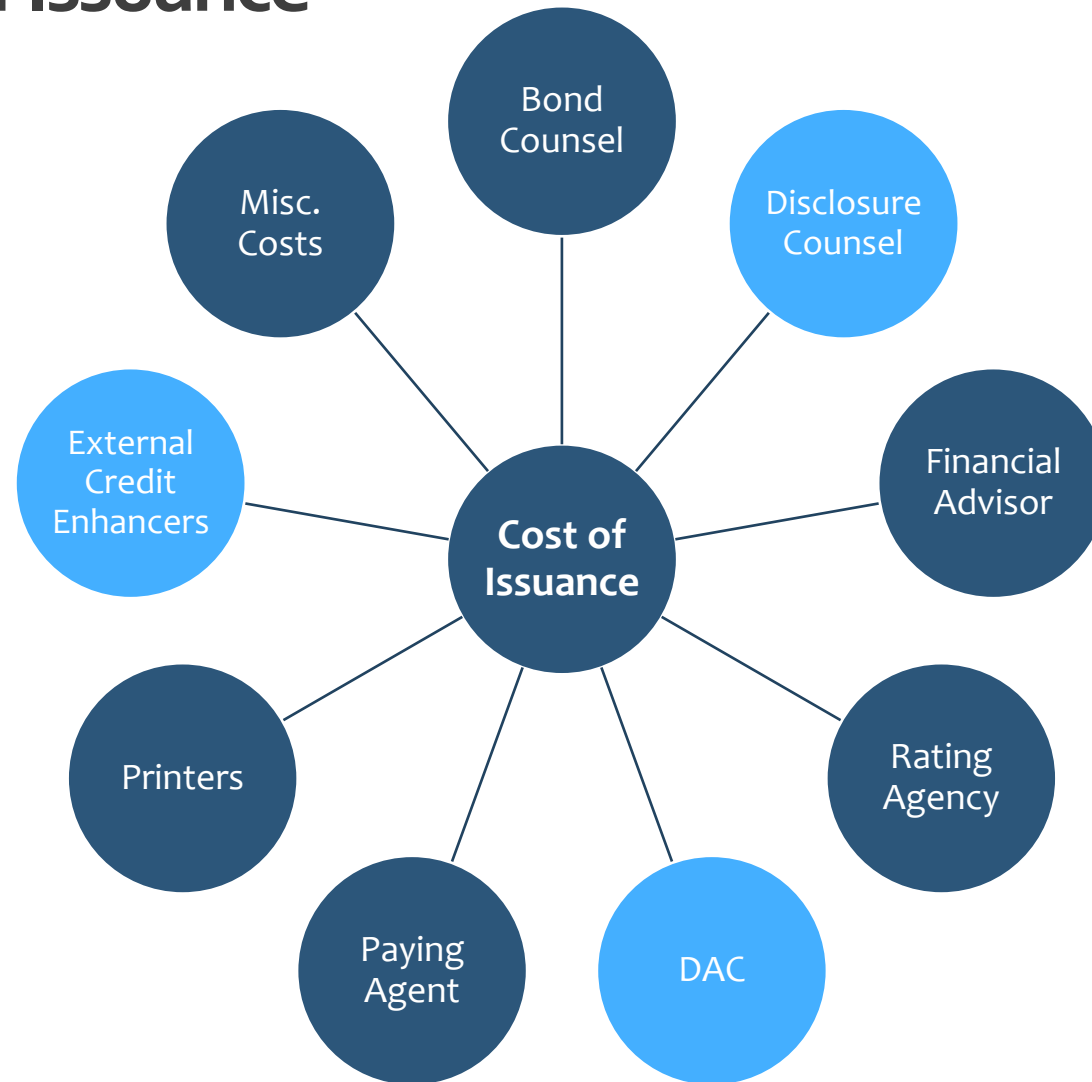 Issuance
Bond
Counsel
Disclosure
Counsel
Financial
Advisor
Rating
Agency
DAC
Paying
Agent
Printers
External
Credit
Enhancers
Misc.
Costs
Cost of
Issuance